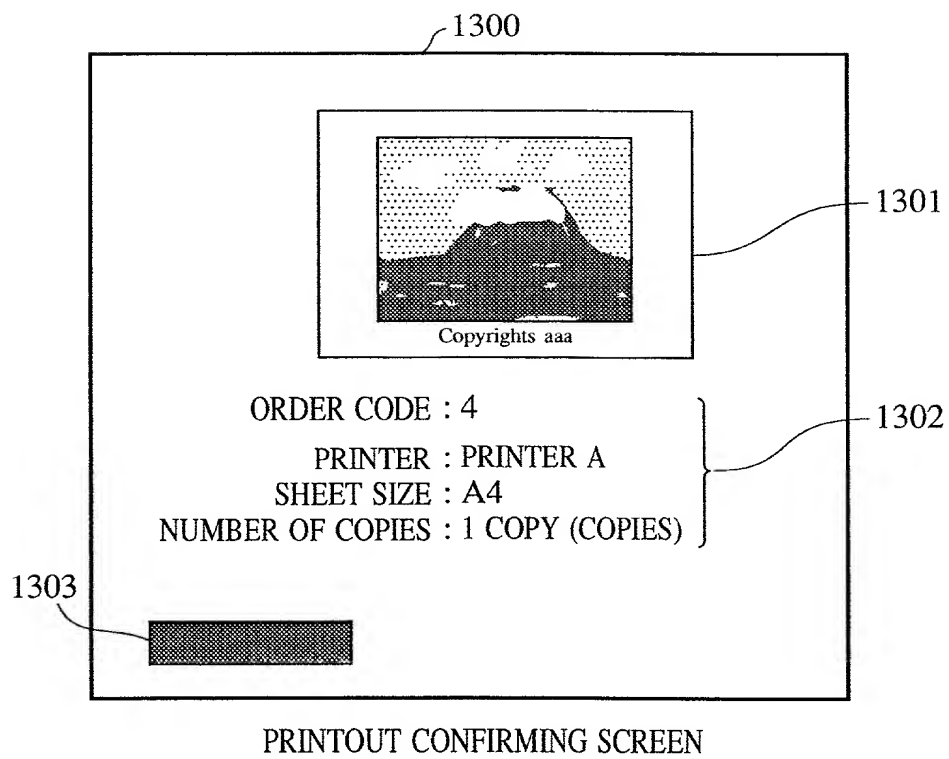 1300
1301
Copyrights aaa
ORDER CODE : 4
1302
PRINTER : PRINTER A
SHEET SIZE : A4
NUMBER OF COPIES : 1 COPY (COPIES)
1303
PRINTOUT CONFIRMING SCREEN